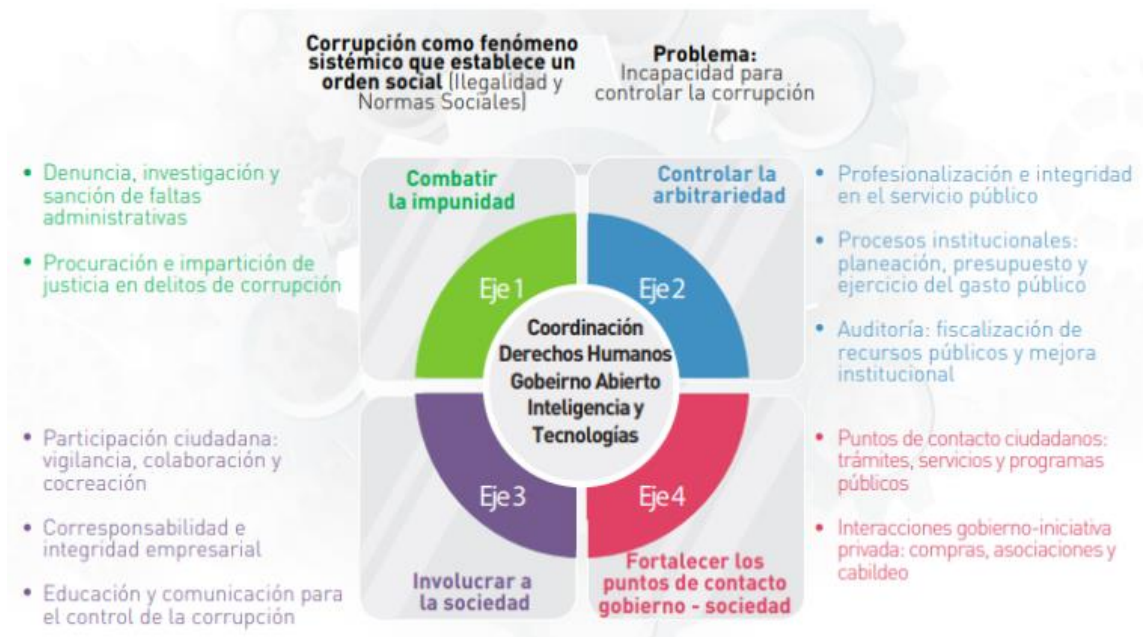 Corrupción como fenómeno
sistémico que establece un
orden social (Ilegalidad y
Normas Sociales)
Problema:
Incapacidad para
controlar la corrupción
• Denuncia, investigación y
sanción de faltas
administrativas
• Procuración e impartición de
justicia en delitos de corrupción
Combatir
la impunidad
Eje 1
Controlar la
arbitrariedad
Eje 2
• Profesionalización e integridad
en el servicio público
• Procesos institucionales:
planeación, presupuesto y
ejercicio del gasto público
• Auditoría: fiscalización de
recursos públicos y mejora
institucional
Coordinación
Derechos Humanos
Gobeirno Abierto
Inteligencia y
Tecnologías
• Participación ciudadana:
vigilancia, colaboración y
cocreación
• Corresponsabilidad e
integridad empresarial
• Educación y comunicación para
el control de la corrupción
Eje 3
Involucrar a
la sociedad
Eje 4
Fortalecer los
puntos de contacto
gobierno - sociedad
• Puntos de contacto ciudadanos:
trámites, servicios y programas
públicos
• Interacciones gobierno-iniciativa
privada: compras, asociaciones y
cabildeo